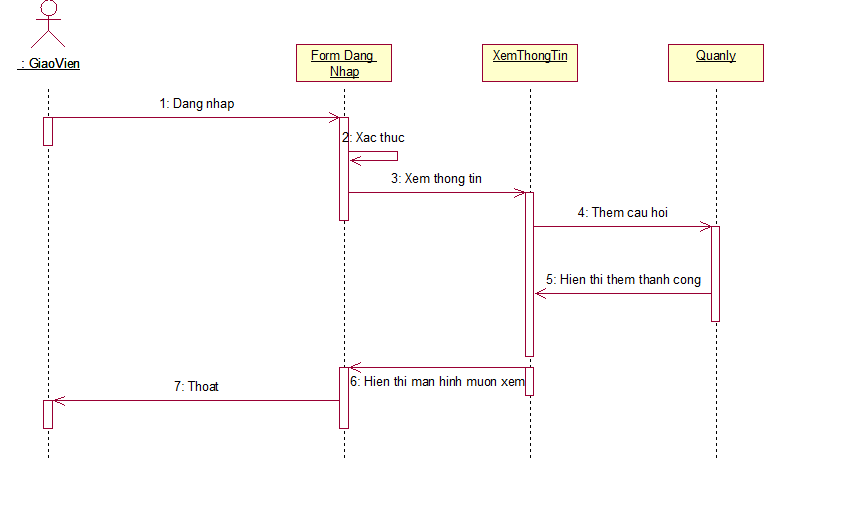 : GiaoVien
Form Dang
Nhap
XemThongTin
Quanly
1: Dang nhap
2: Xac thuc
3: Xem thong tin
4: Them cau hoi
5: Hien thi them thanh cong
6: Hien thi man hinh muon xem
7: Thoat